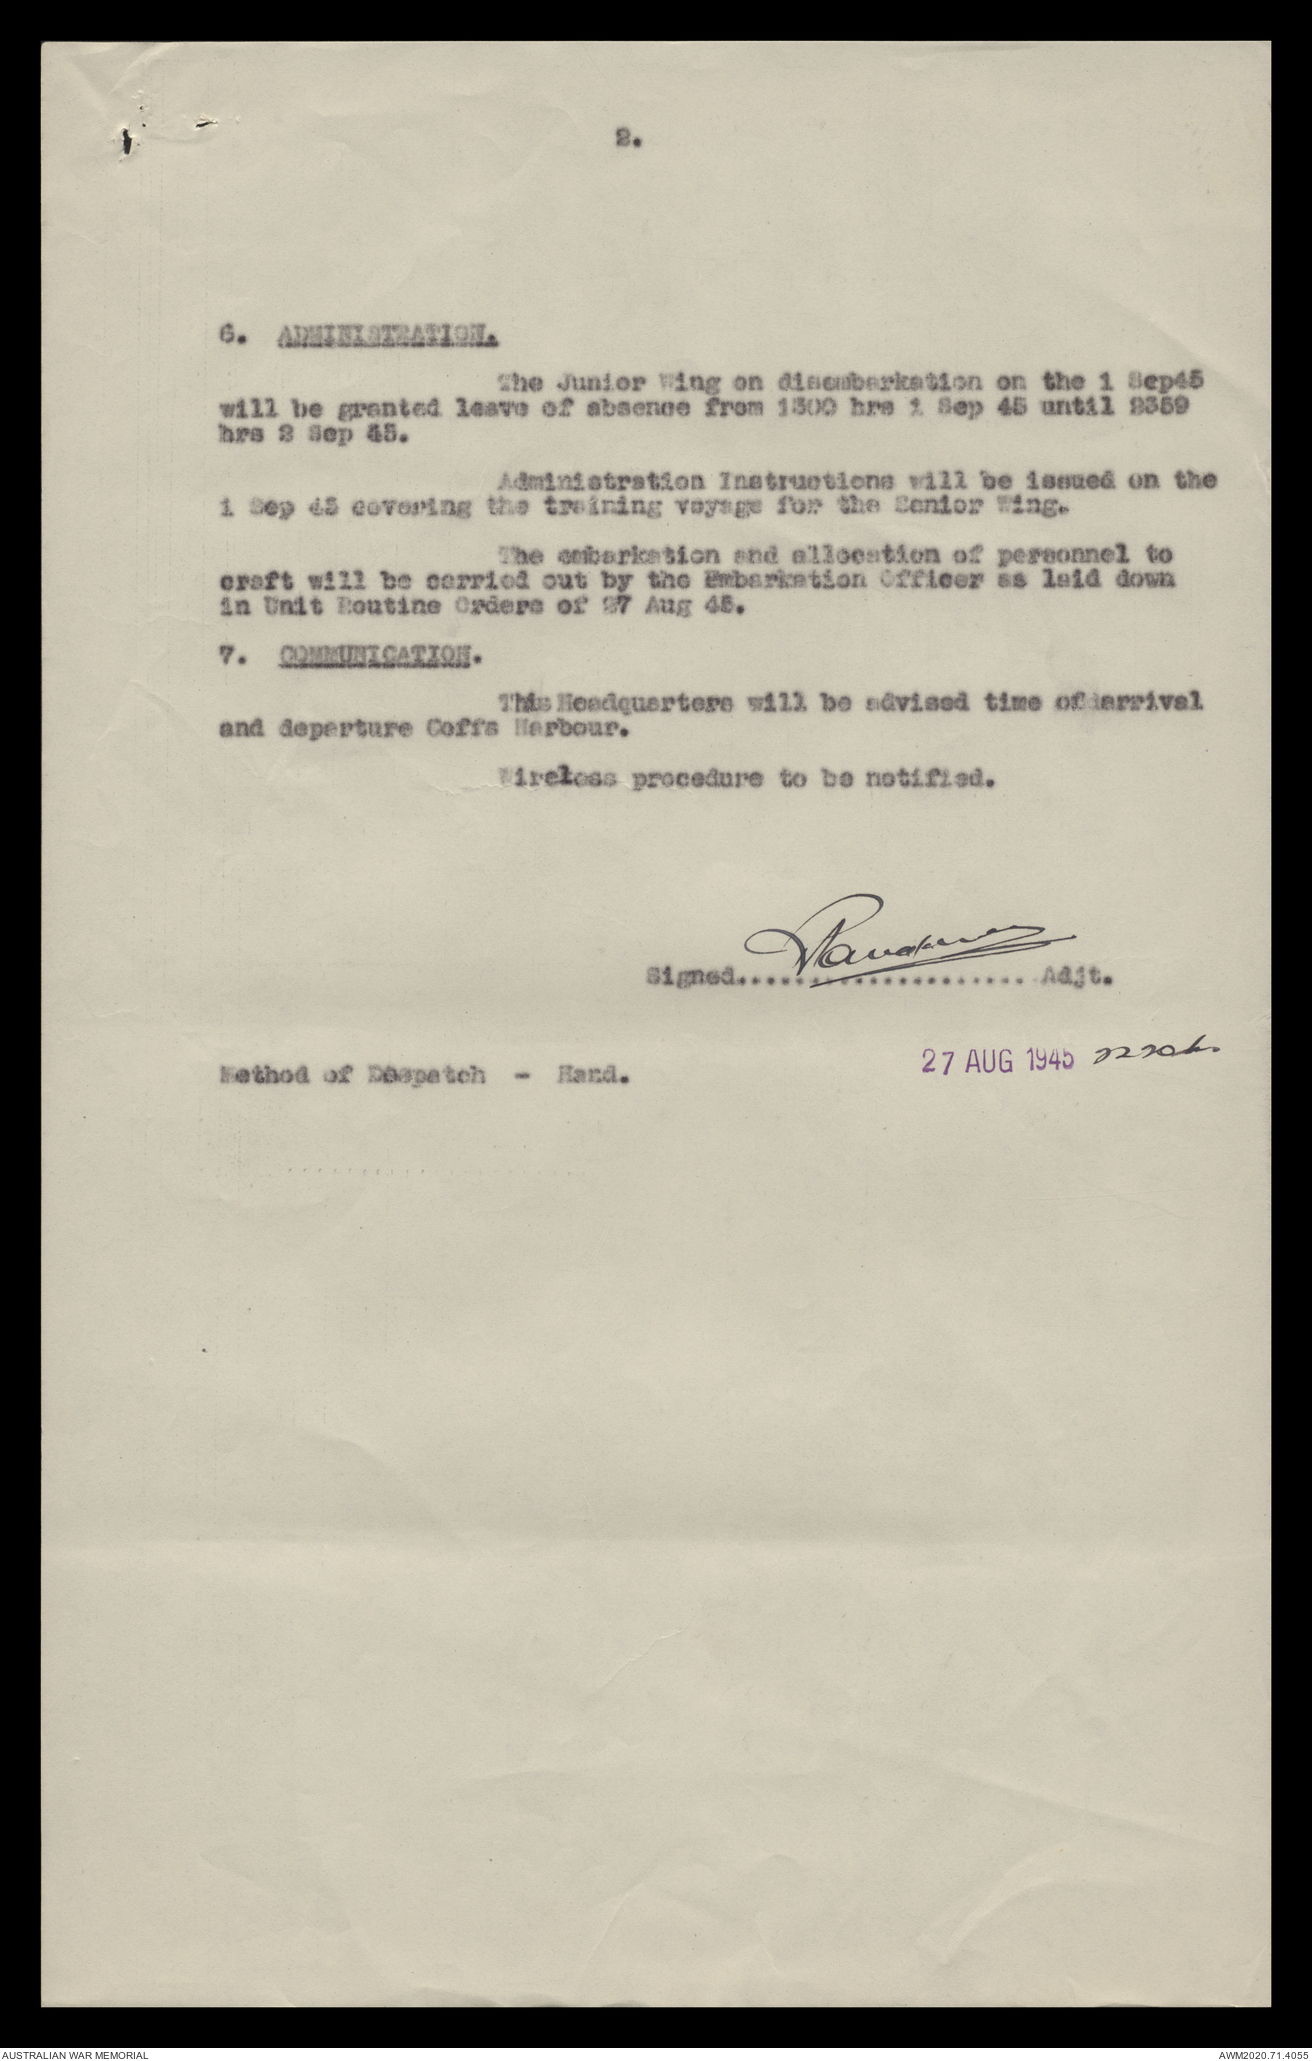 2.
6. ADMINISTRATION.
The Junior Wing on disembarkation on the 1 Sep45
will be granted leave of absence from 1300 hrs 1 Sep 45 until 2359
hrs 2 Sep 45.
Administration Instructions will be issued on the
1 Sep 45 covering the training voyage for the Senior Wing.
The embarkation and allocation of personnel to
craft will be carried out by the Embarkation Officer as laid down
in Unit Routine Orders of 27 Aug 45.
7. COMMUNICATION.
This Headquarters will be advised time of arrival
and departure Coffs Harbour.
Wireless procedure to be notified.
Signed....................... Adjt.
27 AUG 1945
Method of Despatch - Hand.
AUSTRALIAN WAR MEMORIAL
AWM2020.71.4055